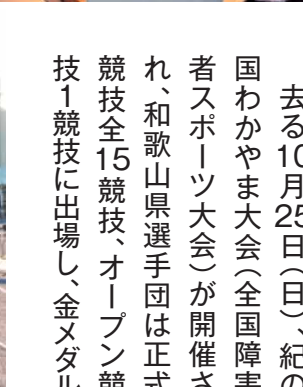 去る10月25日（日）、紀の
国わかやま大会（全国障害
者スポーツ大会）が開催さ
れ、和歌山県選手団は正式
競技全15競技、オープン競
技1競技に出場し、金メダル